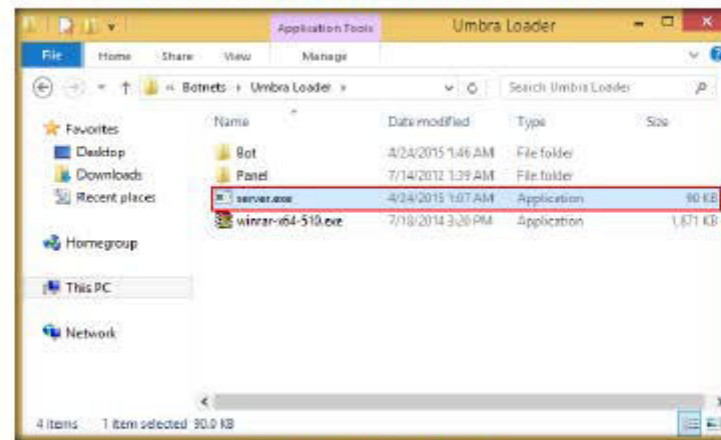 Application Tools Umbra Loader
File Home Share View Manage
« Botnets › Umbra Loader › Search Umbra Loader
Name Date modified Type Size
Favorites
Desktop
Downloads
Recent places
Homegroup
This PC
Network
Bot 4/24/2015 1:46 AM File folder
Panel 7/14/2012 1:39 AM File folder
server.exe 4/24/2015 1:07 AM Application 90 KB
winrar-x64-510.exe 7/18/2014 3:20 PM Application 1,871 KB
4 items 1 item selected 90.0 KB